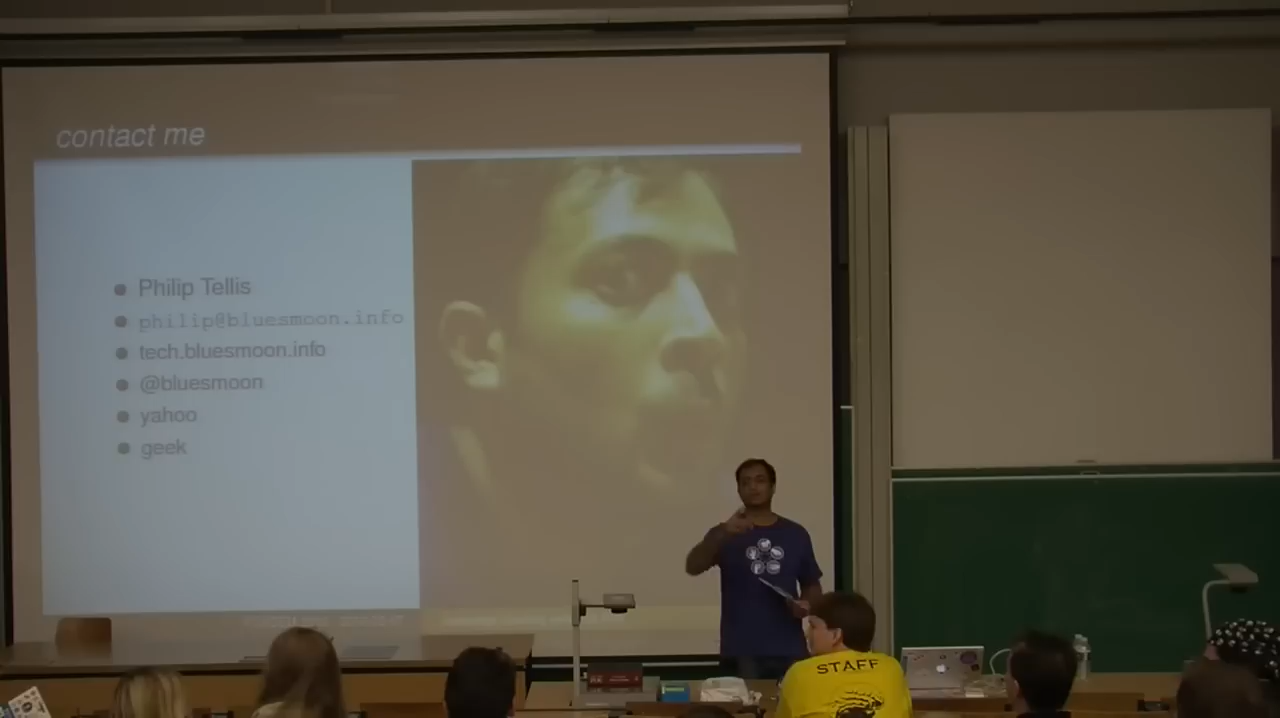 contact me
Philip Tellis
philip@bluesmoon.info
tech.bluesmoon.info
@bluesmoon
yahoo
geek
STAFF